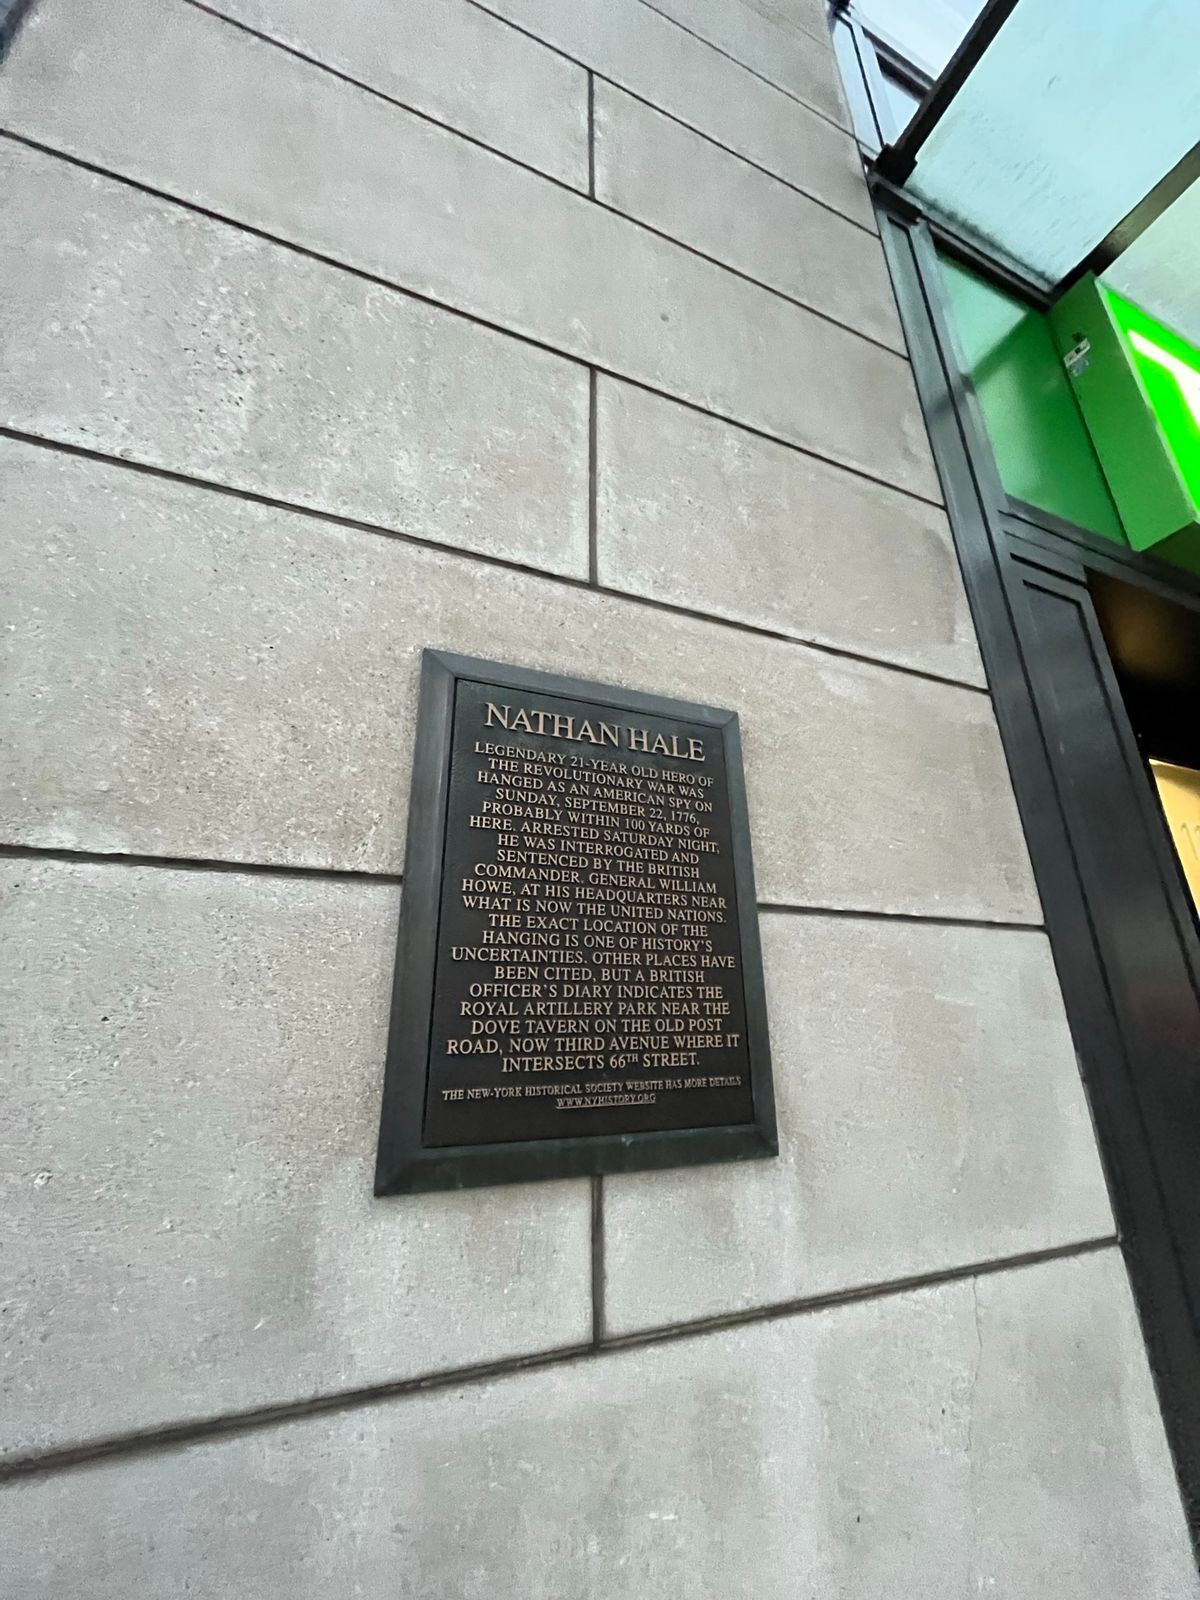 NATHAN HALE
LEGENDARY 21-YEAR OLD HERO OF
THE REVOLUTIONARY WAR WAS
HANGED AS AN AMERICAN SPY ON
SUNDAY, SEPTEMBER 22, 1776,
PROBABLY WITHIN 100 YARDS OF
HERE. ARRESTED SATURDAY NIGHT,
HE WAS INTERROGATED AND
SENTENCED BY THE BRITISH
COMMANDER, GENERAL WILLIAM
HOWE, AT HIS HEADQUARTERS NEAR
WHAT IS NOW THE UNITED NATIONS.
THE EXACT LOCATION OF THE
HANGING IS ONE OF HISTORY'S
UNCERTAINTIES. OTHER PLACES HAVE
BEEN CITED, BUT A BRITISH
OFFICER'S DIARY INDICATES THE
ROYAL ARTILLERY PARK NEAR THE
DOVE TAVERN ON THE OLD POST
ROAD, NOW THIRD AVENUE WHERE IT
INTERSECTS 66TH STREET.
THE NEW-YORK HISTORICAL SOCIETY WEBSITE HAS MORE DETAILS
WWW.NYHISTORY.ORG